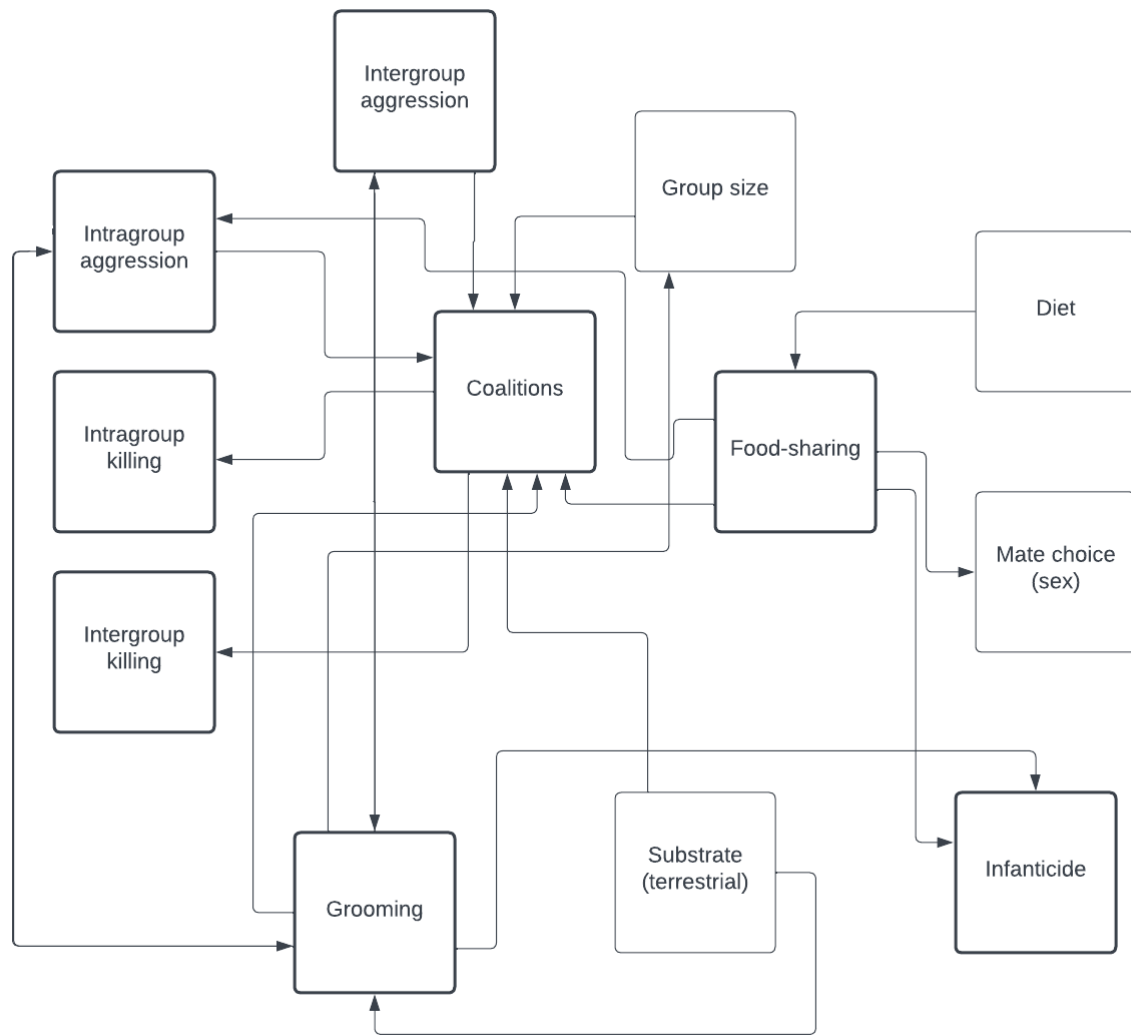 Intergroup
aggression
Group size
Intragroup
aggression
Diet
Coalitions
Intragroup
killing
Food-sharing
Mate choice
(sex)
Intergroup
killing
Substrate
(terrestrial)
Infanticide
Grooming